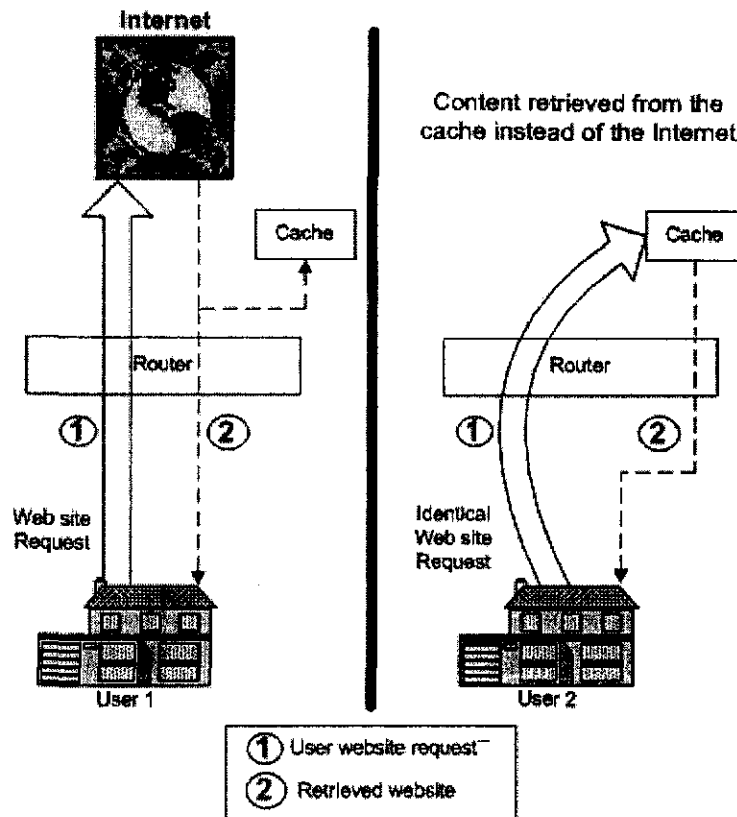 Internet
Content retrieved from the
cache instead of the Internet
Cache
Cache
Router
Router
1
2
1
2
Web site
Request
Identical
Web site
Request
User 1
User 2
1 User website request
2 Retrieved website